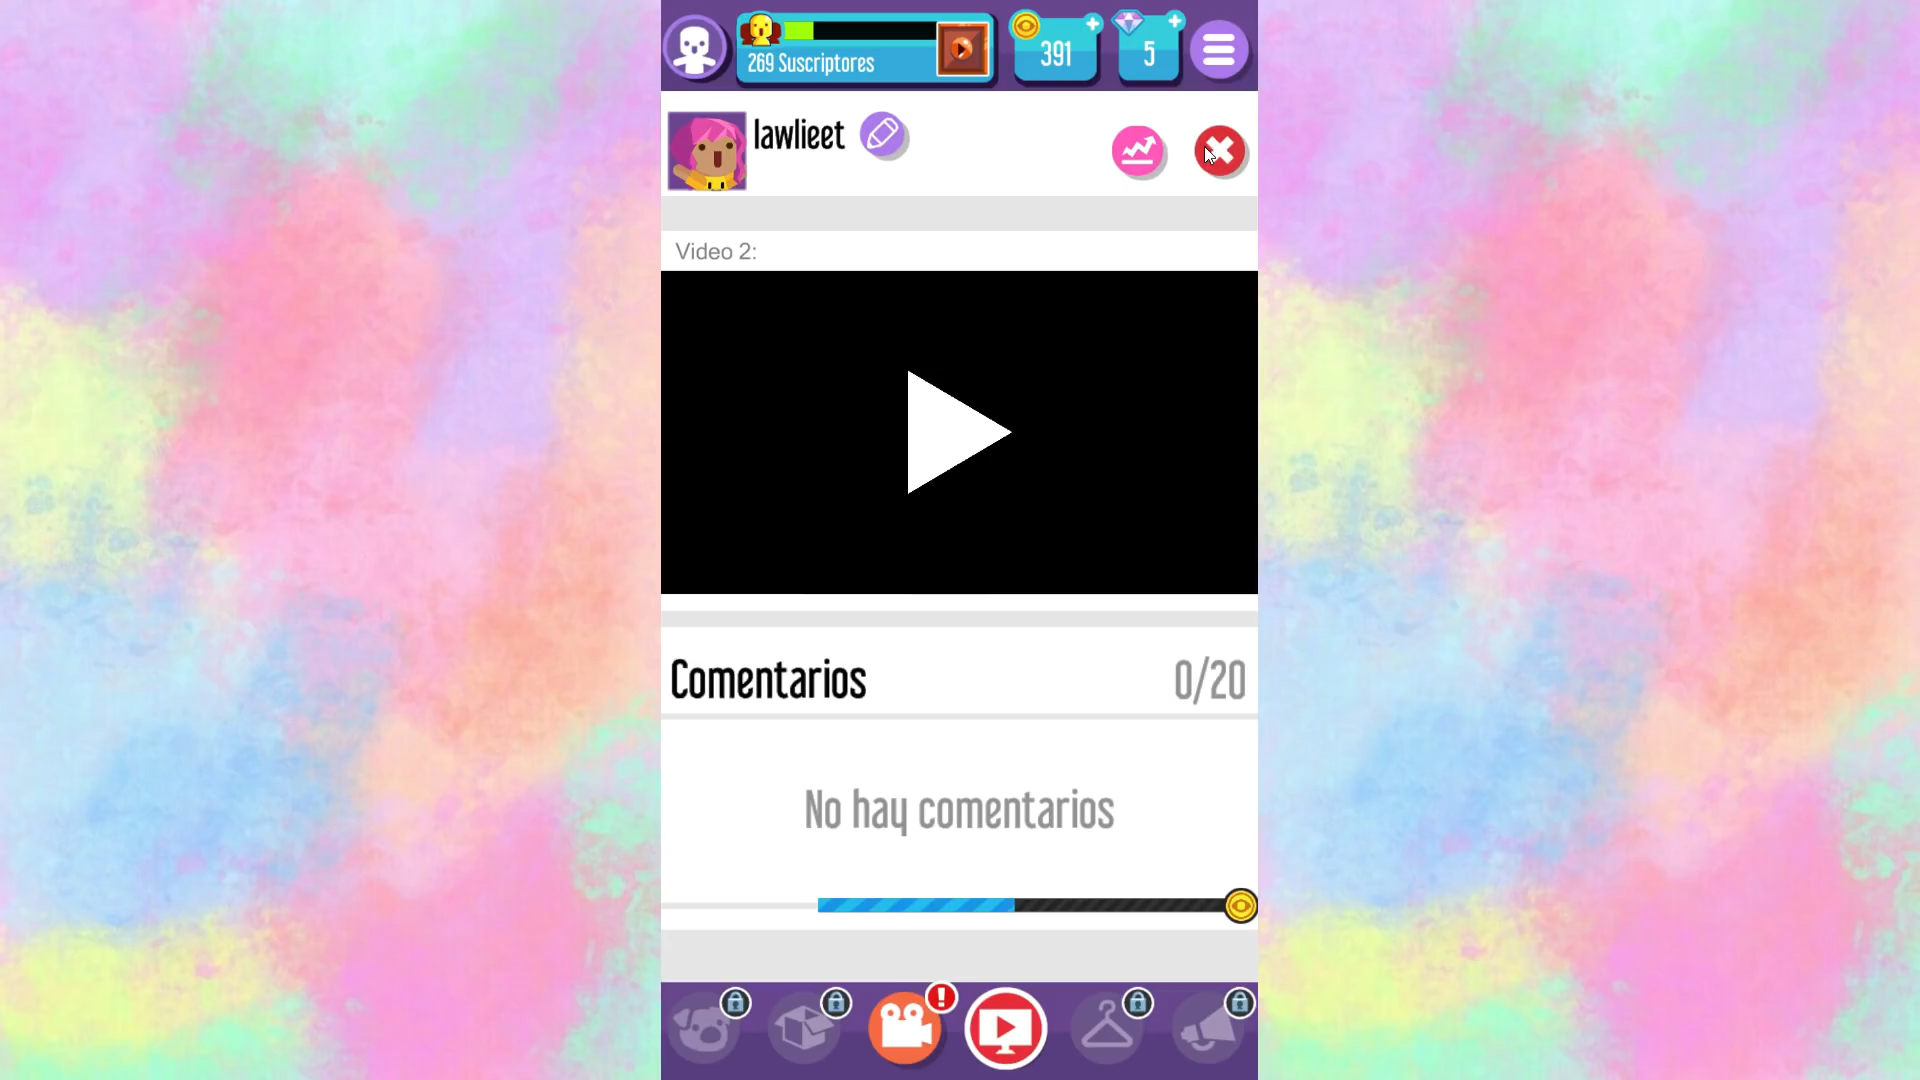 269 Suscriptores
391
5
lawlieet
Video 2:
Comentarios
0/20
No hay comentarios